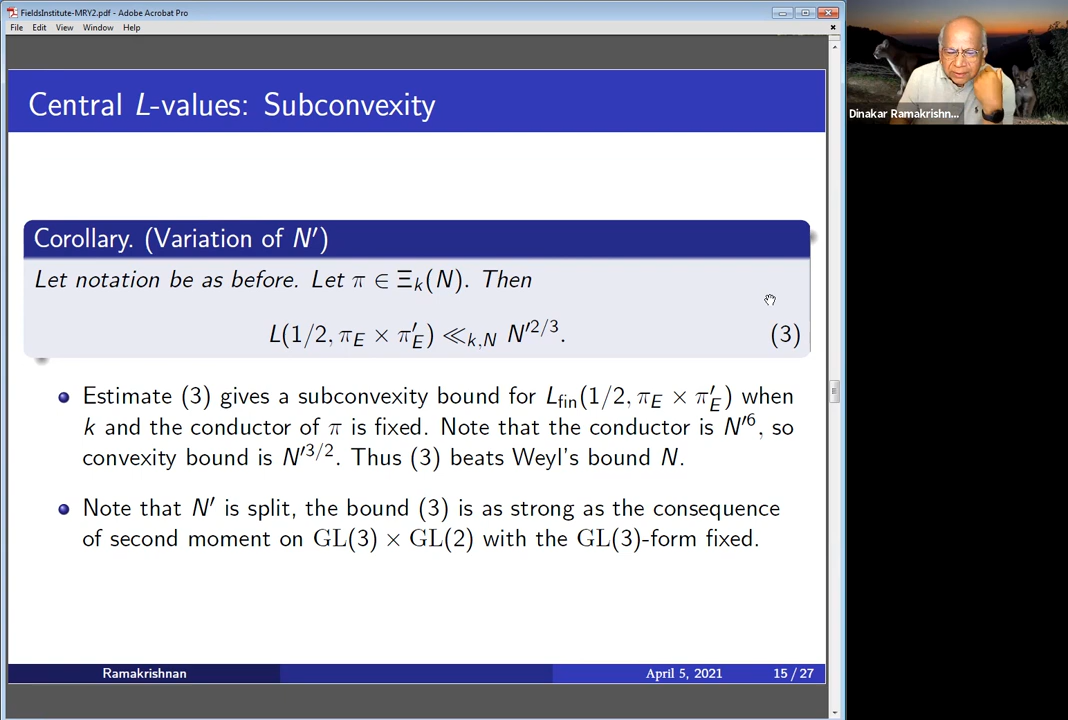 FieldsInstitute-MRY2.pdf - Adobe Acrobat Pro
File Edit View Window Help
Central L-values: Subconvexity
Corollary. (Variation of N′)
Let notation be as before. Let π ∈ Ξ_k(N). Then
L(1/2, π_E × π′_E) ≪_{k,N} N′^{2/3}. (3)
Estimate (3) gives a subconvexity bound for L_fin(1/2, π_E × π′_E) when
k and the conductor of π is fixed. Note that the conductor is N′^6, so
convexity bound is N′^{3/2}. Thus (3) beats Weyl's bound N.
Note that N′ is split, the bound (3) is as strong as the consequence
of second moment on GL(3) × GL(2) with the GL(3)-form fixed.
Ramakrishnan April 5, 2021 15 / 27
Dinakar Ramakrishn...